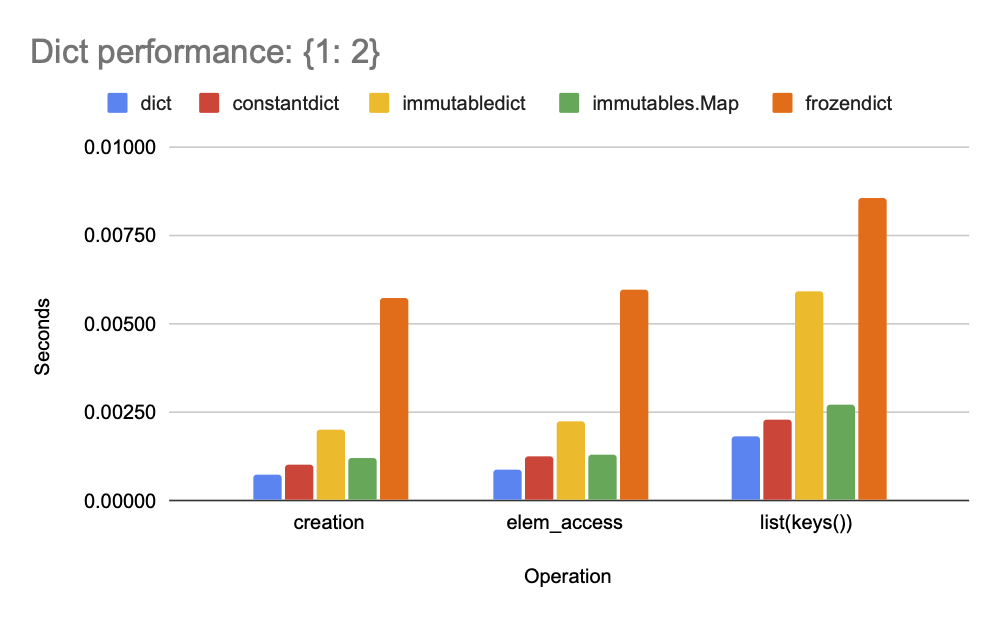 Dict performance: {1: 2}
dict constantdict immutabledict immutables.Map frozendict
0.01000
0.00750
0.00500
0.00250
0.00000
Seconds
creation elem_access list(keys())
Operation